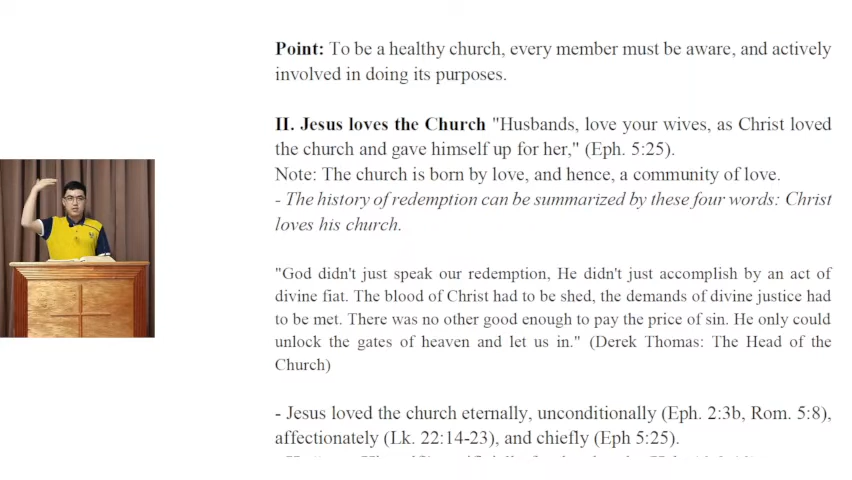 Point: To be a healthy church, every member must be aware, and actively
involved in doing its purposes.
II. Jesus loves the Church "Husbands, love your wives, as Christ loved
the church and gave himself up for her," (Eph. 5:25).
Note: The church is born by love, and hence, a community of love.
- The history of redemption can be summarized by these four words: Christ
loves his church.
"God didn't just speak our redemption, He didn't just accomplish by an act of
divine fiat. The blood of Christ had to be shed, the demands of divine justice had
to be met. There was no other good enough to pay the price of sin. He only could
unlock the gates of heaven and let us in." (Derek Thomas: The Head of the
Church)
- Jesus loved the church eternally, unconditionally (Eph. 2:3b, Rom. 5:8),
affectionately (Lk. 22:14-23), and chiefly (Eph 5:25).